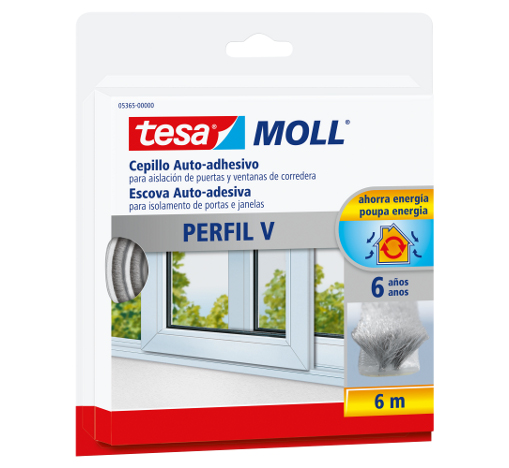 05365-00000
tesa® MOLL®
Cepillo Auto-adhesivo
para aislación de puertas y ventanas de corredera
Escova Auto-adesiva
para isolamento de portas e janelas
PERFIL V
ahorra energía
poupa energia
6 años
anos
6 m